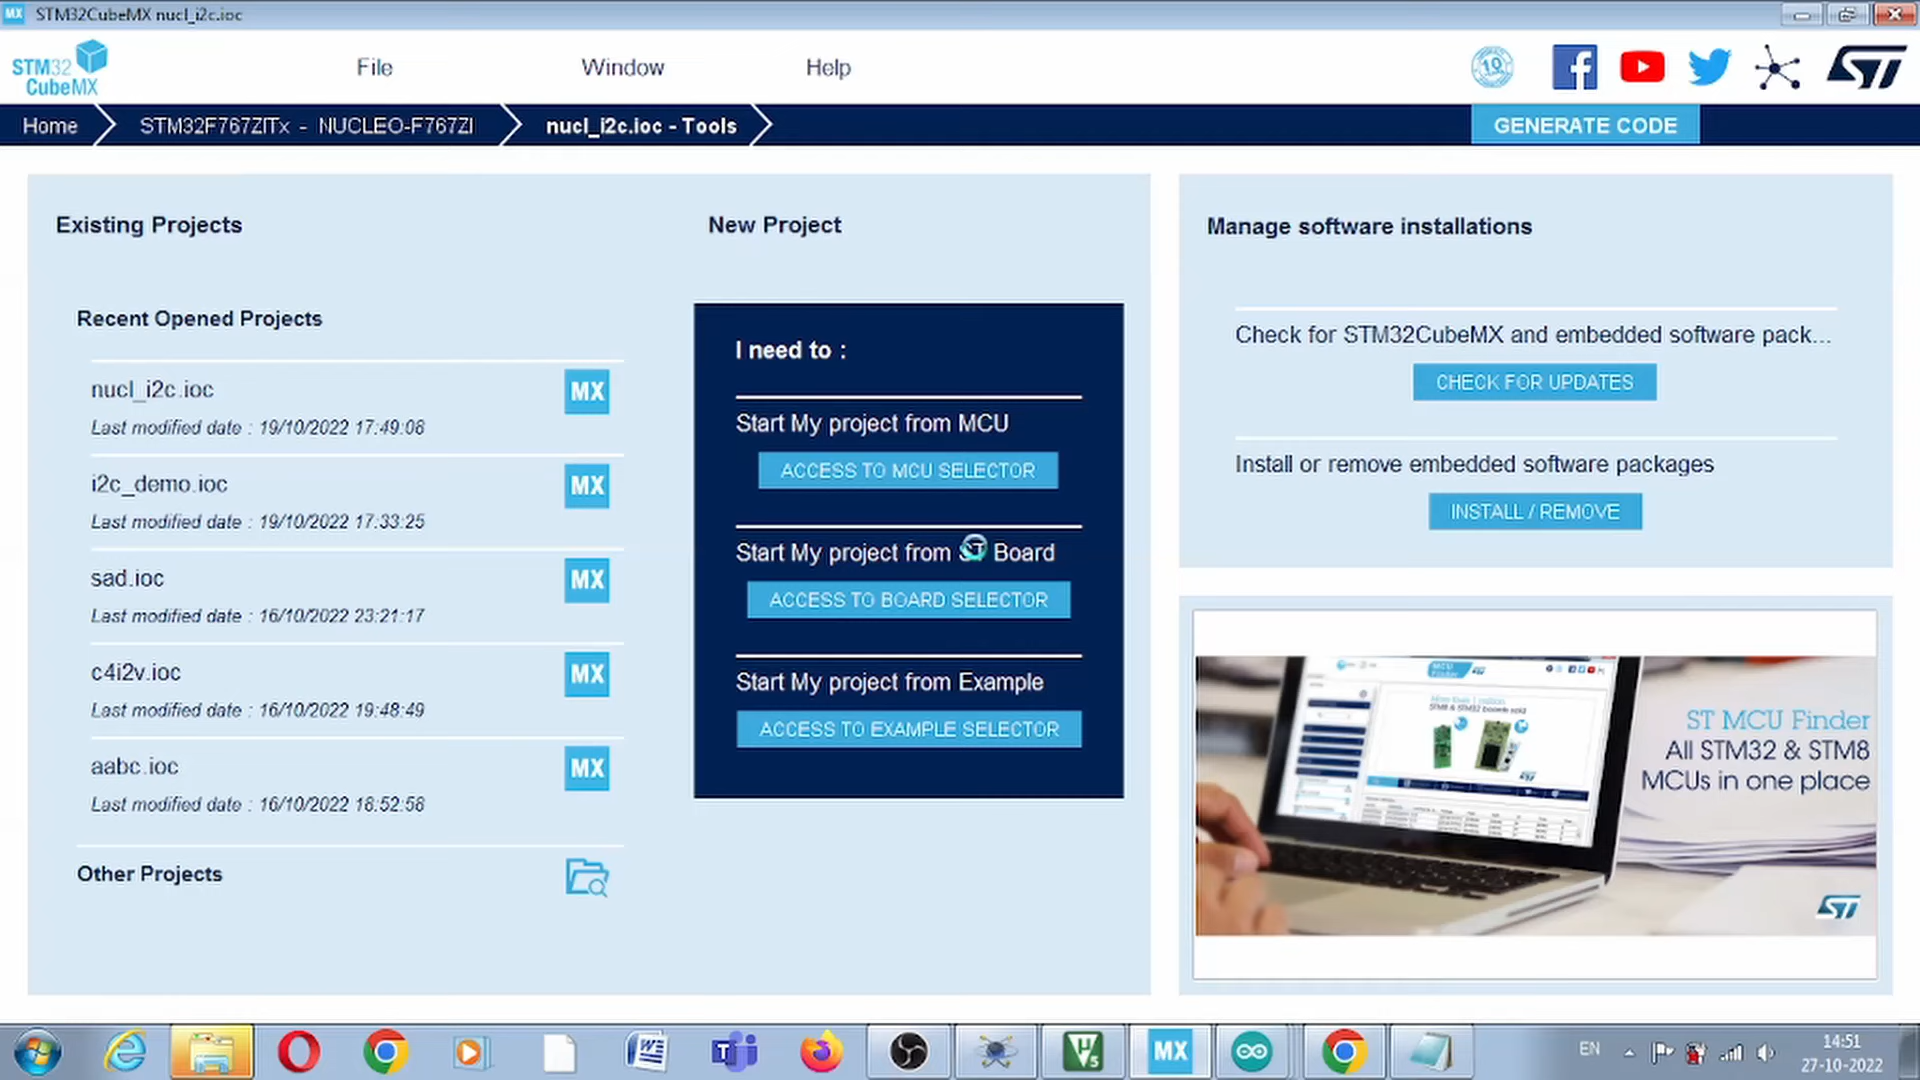 STM32CubeMX nucl_i2c.ioc
STM32
CubeMX
File
Window
Help
10
ST
Home
STM32F767ZITx - NUCLEO-F767ZI
nucl_i2c.ioc - Tools
GENERATE CODE
Existing Projects
Recent Opened Projects
nucl_i2c.ioc
MX
Last modified date : 19/10/2022 17:49:08
i2c_demo.ioc
MX
Last modified date : 19/10/2022 17:33:25
sad.ioc
MX
Last modified date : 16/10/2022 23:21:17
c4i2v.ioc
MX
Last modified date : 16/10/2022 19:48:49
aabc.ioc
MX
Last modified date : 16/10/2022 18:52:58
Other Projects
New Project
I need to :
Start My project from MCU
ACCESS TO MCU SELECTOR
Start My project from ST Board
ACCESS TO BOARD SELECTOR
Start My project from Example
ACCESS TO EXAMPLE SELECTOR
Manage software installations
Check for STM32CubeMX and embedded software pack...
CHECK FOR UPDATES
Install or remove embedded software packages
INSTALL / REMOVE
ST MCU Finder
All STM32 & STM8
MCUs in one place
ST
MX
EN
14:51
27-10-2022